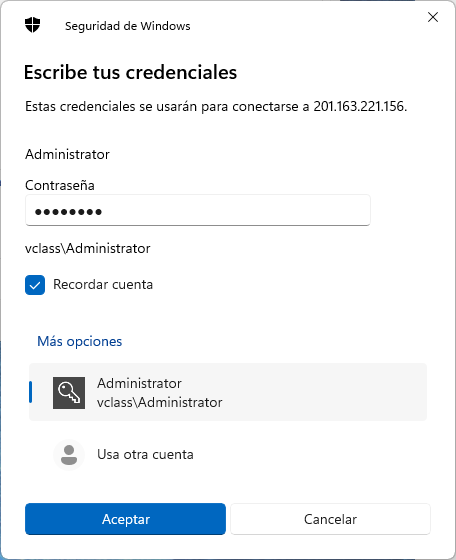 Seguridad de Windows
Escribe tus credenciales
Estas credenciales se usarán para conectarse a 201.163.221.156.
Administrator
Contraseña
●●●●●●●●
vclass\Administrator
Recordar cuenta
Más opciones
Administrator
vclass\Administrator
Usa otra cuenta
Aceptar
Cancelar